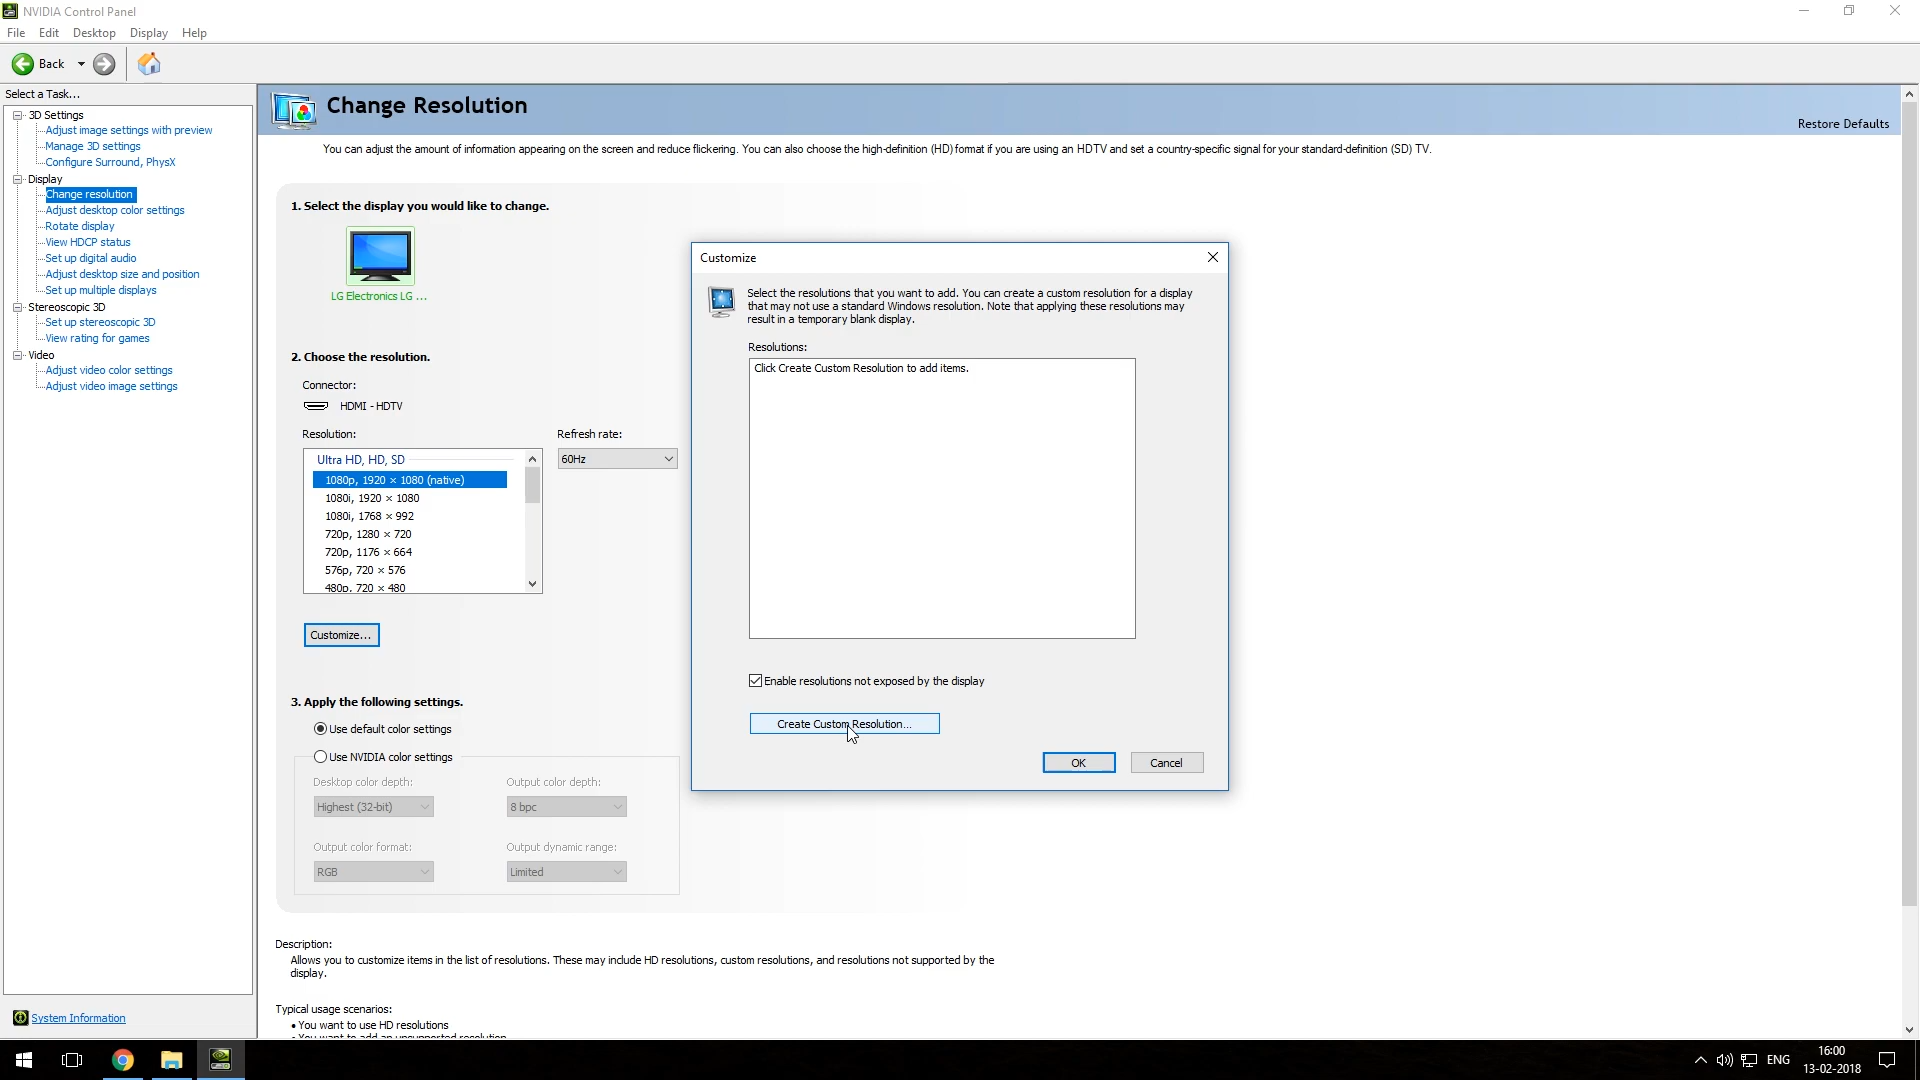 NVIDIA Control Panel
File Edit Desktop Display Help
Back
Select a Task...
3D Settings
Adjust image settings with preview
Manage 3D settings
Configure Surround, PhysX
Display
Change resolution
Adjust desktop color settings
Rotate display
View HDCP status
Set up digital audio
Adjust desktop size and position
Set up multiple displays
Stereoscopic 3D
Set up stereoscopic 3D
View rating for games
Video
Adjust video color settings
Adjust video image settings
System Information
Change Resolution
Restore Defaults
You can adjust the amount of information appearing on the screen and reduce flickering. You can also choose the high-definition (HD) format if you are using an HDTV and set a country-specific signal for your standard-definition (SD) TV.
1. Select the display you would like to change.
LG Electronics LG ...
2. Choose the resolution.
Connector:
HDMI - HDTV
Resolution:
Refresh rate:
Ultra HD, HD, SD
60Hz
1080p, 1920 × 1080 (native)
1080i, 1920 × 1080
1080i, 1768 × 992
720p, 1280 × 720
720p, 1176 × 664
576p, 720 × 576
480p, 720 × 480
Customize...
3. Apply the following settings.
Use default color settings
Use NVIDIA color settings
Desktop color depth:
Output color depth:
Highest (32-bit)
8 bpc
Output color format:
Output dynamic range:
RGB
Limited
Description:
Allows you to customize items in the list of resolutions. These may include HD resolutions, custom resolutions, and resolutions not supported by the
display.
Typical usage scenarios:
• You want to use HD resolutions
• You want to add an unsupported resolution
Customize
Select the resolutions that you want to add. You can create a custom resolution for a display
that may not use a standard Windows resolution. Note that applying these resolutions may
result in a temporary blank display.
Resolutions:
Click Create Custom Resolution to add items.
Enable resolutions not exposed by the display
Create Custom Resolution...
OK
Cancel
ENG
16:00
13-02-2018